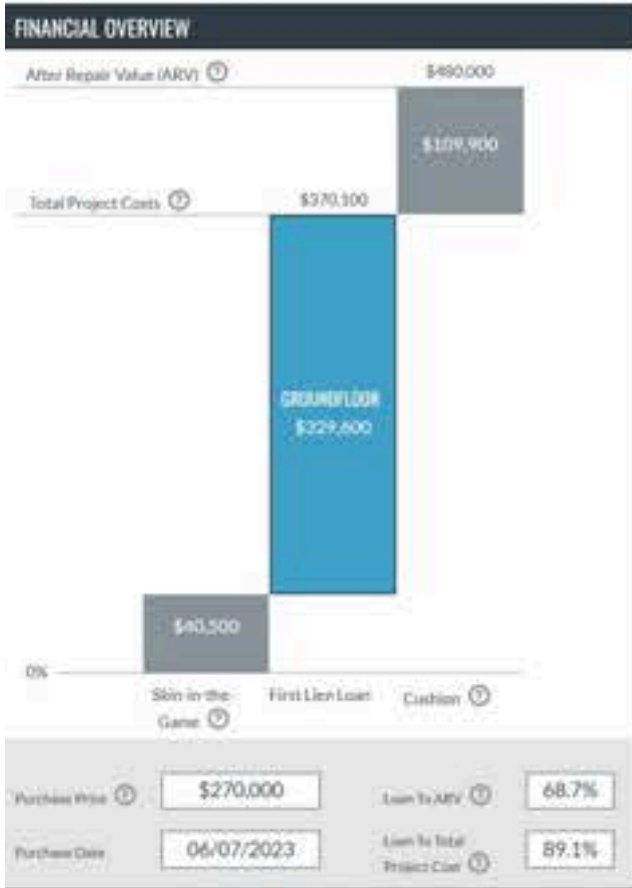 FINANCIAL OVERVIEW
After Repair Value (ARV) ?
$480,000
$109,900
Total Project Costs ?
$370,100
GROUNDFLOOR
$329,600
$40,500
0%
Skin in the
Game ?
First Lien Loan
Cushion ?
Purchase Price ? $270,000
Loan To ARV ? 68.7%
Purchase Date 06/07/2023
Loan To Total
Project Cost ? 89.1%